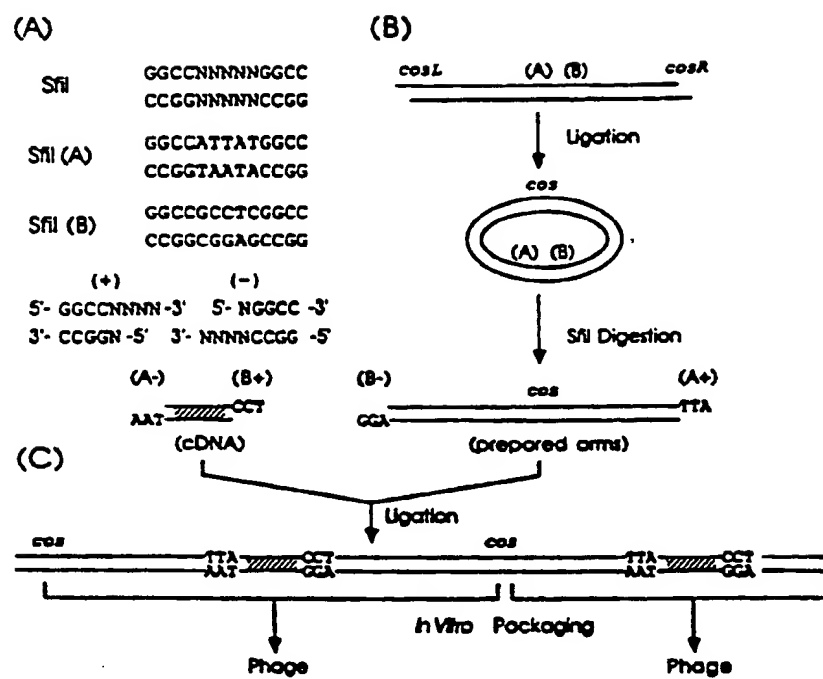 (A)
SfiI
GGCCNNNNNGGCC
CCGGNNNNNCCGG
SfiI (A)
GGCCATTATGGCC
CCGGTAATACCGG
SfiI (B)
GGCCGCCTCGGCC
CCGGCGGAGCCGG
(+) (-)
5'- GGCCNNNN -3' 5'- NGGCC -3'
3'- CCGGN -5' 3'- NNNNCCGG -5'
(A-) (B+)
CCT
AAT
(cDNA)
(B)
cosL (A) (B) cosR
Ligation
cos
(A) (B)
SfiI Digestion
(B-) cos (A+)
TTA
GGA
(prepared arms)
(C)
Ligation
cos cos
TTA CCT TTA CCT
AAT GGA AAT GGA
In Vitro Packaging
Phage Phage